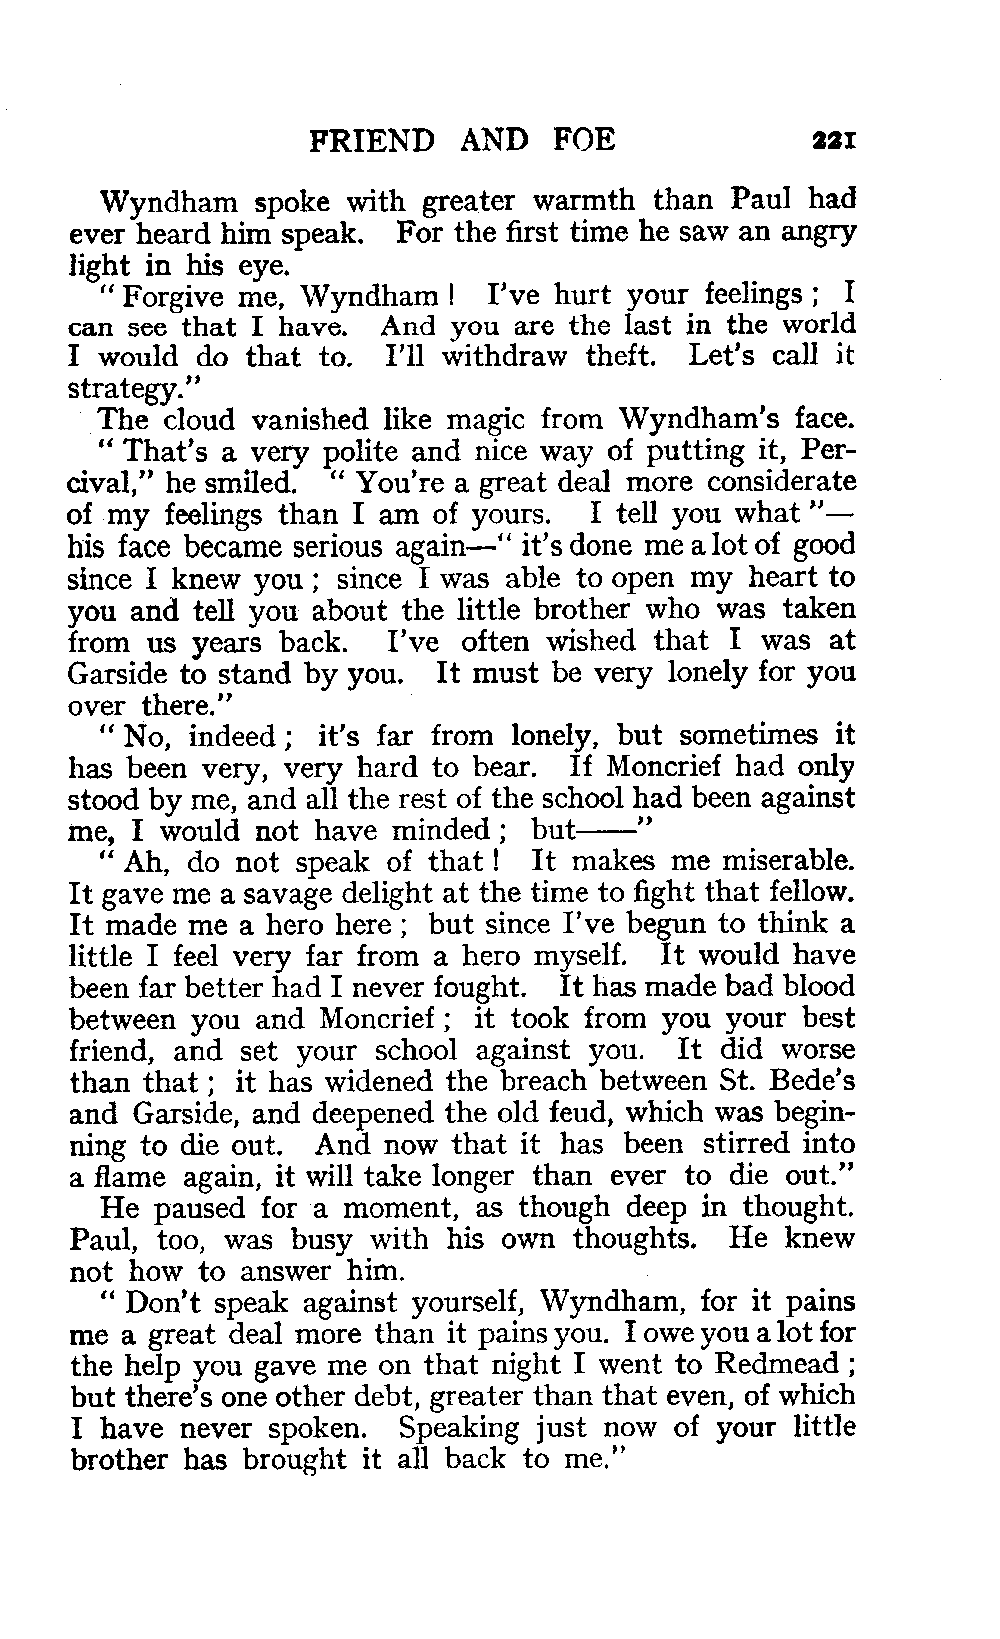 FRIEND AND FOE 221
Wyndham spoke with greater warmth than Paul had
ever heard him speak. For the first time he saw an angry
light in his eye.
" Forgive me, Wyndham ! I've hurt your feelings ; I
can see that I have. And you are the last in the world
I would do that to. I'll withdraw theft. Let's call it
strategy."
The cloud vanished like magic from Wyndham's face.
" That's a very polite and nice way of putting it, Per-
cival," he smiled. " You're a great deal more considerate
of my feelings than I am of yours. I tell you what "—
his face became serious again—" it's done me a lot of good
since I knew you ; since I was able to open my heart to
you and tell you about the little brother who was taken
from us years back. I've often wished that I was at
Garside to stand by you. It must be very lonely for you
over there."
" No, indeed ; it's far from lonely, but sometimes it
has been very, very hard to bear. If Moncrief had only
stood by me, and all the rest of the school had been against
me, I would not have minded ; but——"
" Ah, do not speak of that ! It makes me miserable.
It gave me a savage delight at the time to fight that fellow.
It made me a hero here ; but since I've begun to think a
little I feel very far from a hero myself. It would have
been far better had I never fought. It has made bad blood
between you and Moncrief ; it took from you your best
friend, and set your school against you. It did worse
than that ; it has widened the breach between St. Bede's
and Garside, and deepened the old feud, which was begin-
ning to die out. And now that it has been stirred into
a flame again, it will take longer than ever to die out."
He paused for a moment, as though deep in thought.
Paul, too, was busy with his own thoughts. He knew
not how to answer him.
" Don't speak against yourself, Wyndham, for it pains
me a great deal more than it pains you. I owe you a lot for
the help you gave me on that night I went to Redmead ;
but there's one other debt, greater than that even, of which
I have never spoken. Speaking just now of your little
brother has brought it all back to me."